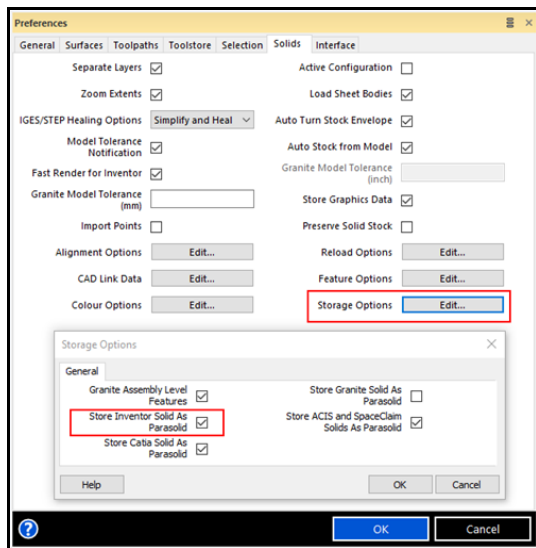 Preferences
General Surfaces Toolpaths Toolstore Selection Solids Interface
Separate Layers
Active Configuration
Zoom Extents
Load Sheet Bodies
IGES/STEP Healing Options Simplify and Heal
Auto Turn Stock Envelope
Model Tolerance
Notification
Auto Stock from Model
Fast Render for Inventor
Granite Model Tolerance
(inch)
Granite Model Tolerance
(mm)
Store Graphics Data
Import Points
Preserve Solid Stock
Alignment Options Edit...
Reload Options Edit...
CAD Link Data Edit...
Feature Options Edit...
Colour Options Edit...
Storage Options Edit...
Storage Options
General
Granite Assembly Level
Features
Store Granite Solid As
Parasolid
Store Inventor Solid As
Parasolid
Store ACIS and SpaceClaim
Solids As Parasolid
Store Catia Solid As
Parasolid
Help OK Cancel
? OK Cancel